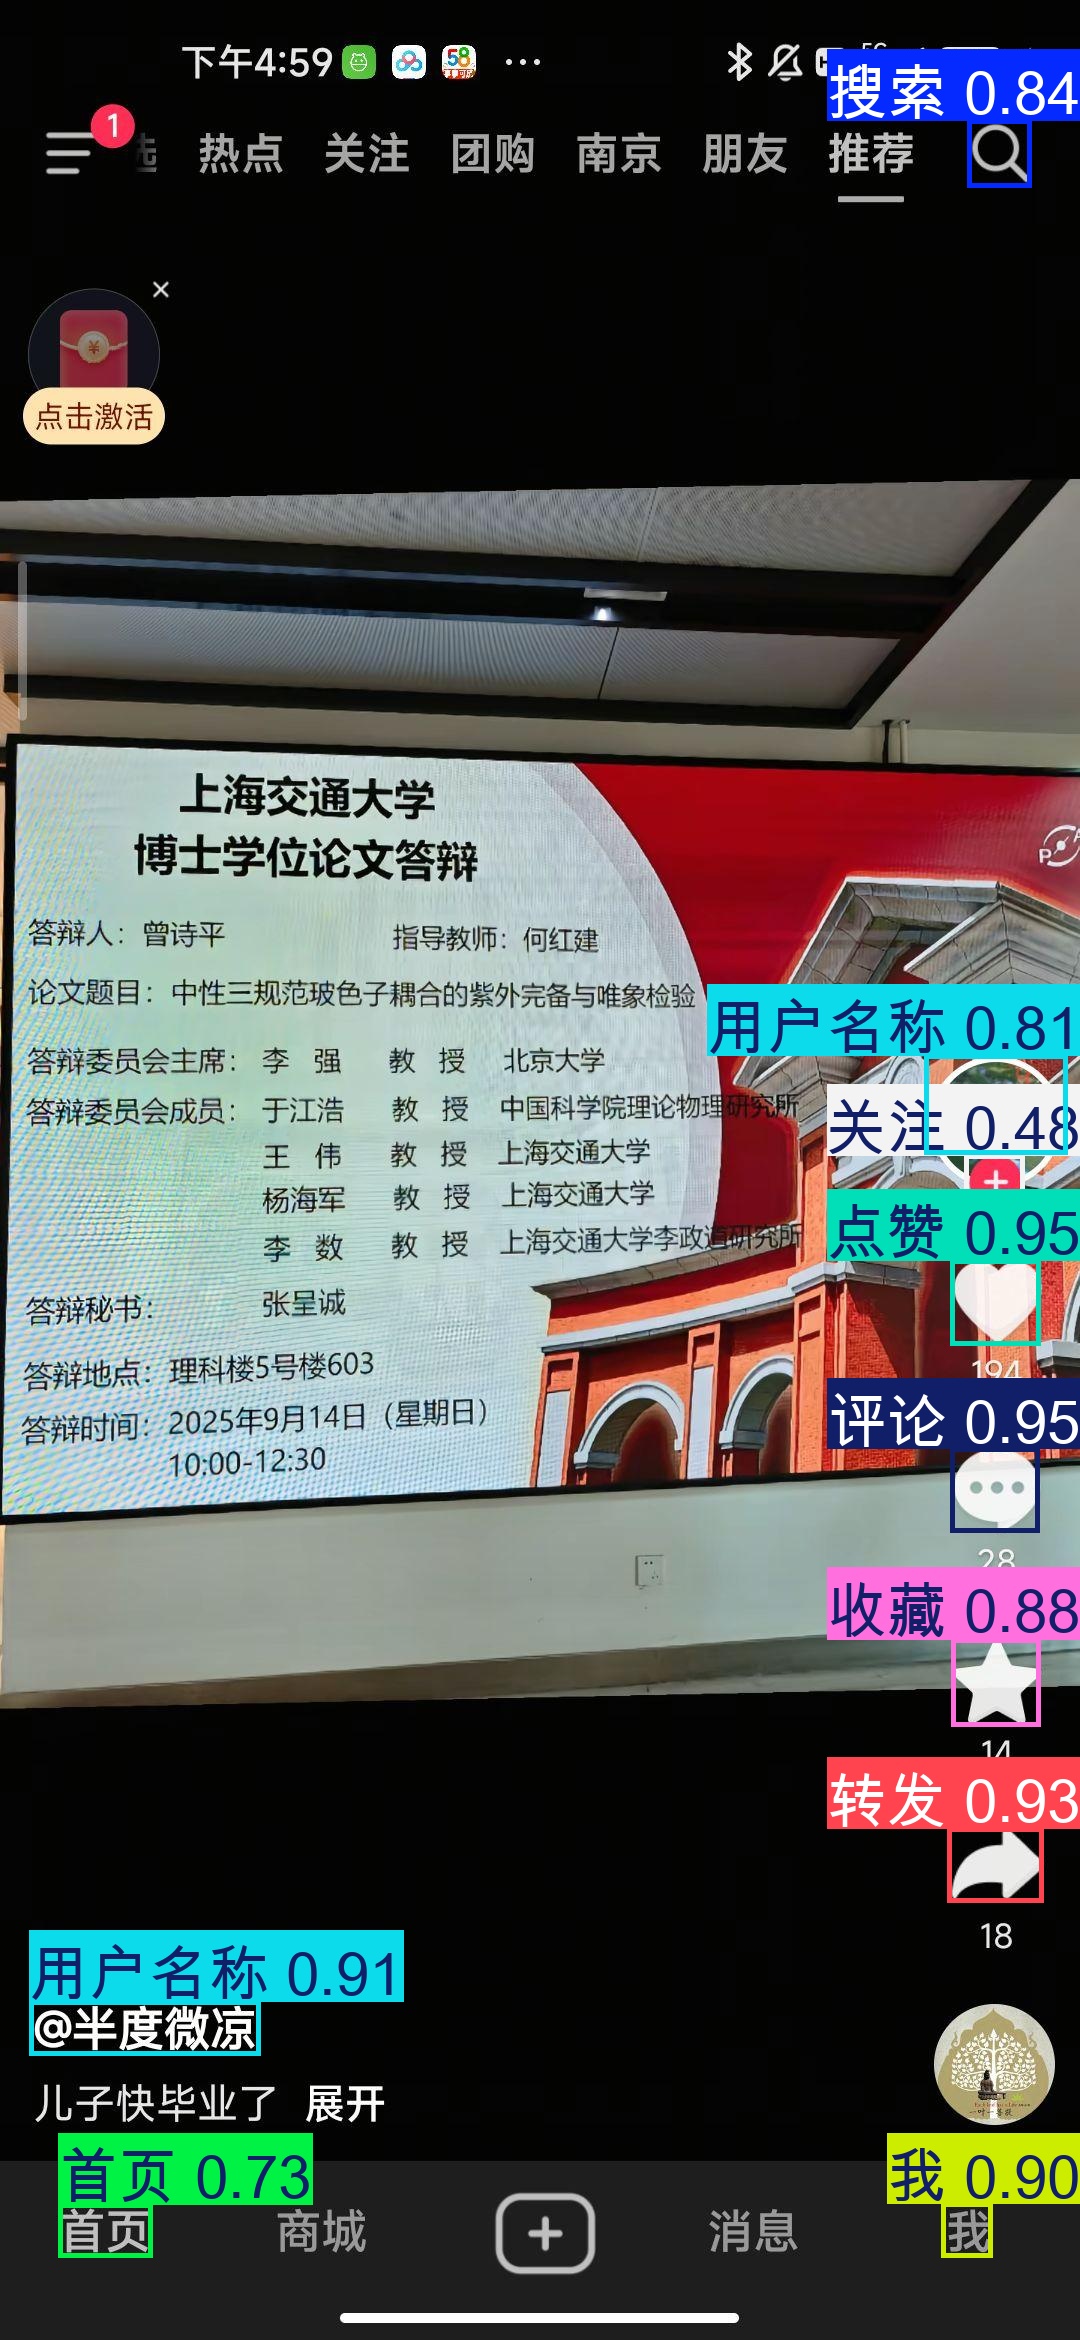 下午4:59
58
搜索 0.84
1
热点 关注 团购 南京 朋友 推荐
点击激活
上海交通大学
博士学位论文答辩
答辩人：曾诗平 指导教师：何红建
论文题目：中性三规范玻色子耦合的紫外完备与唯象检验
用户名称 0.81
答辩委员会主席：李 强 教 授 北京大学
答辩委员会成员：于江浩 教 授 中国科学院理论物理研究所
关注 0.48
王 伟 教 授 上海交通大学
杨海军 教 授 上海交通大学
点赞 0.95
李 数 教 授 上海交通大学李政道研究所
答辩秘书： 张呈诚
答辩地点：理科楼5号楼603
194
答辩时间：2025年9月14日（星期日）
10:00-12:30
评论 0.95
28
收藏 0.88
14
转发 0.93
18
用户名称 0.91
@半度微凉
儿子快毕业了 展开
首页 0.73
我 0.90
首页 商城 消息 我